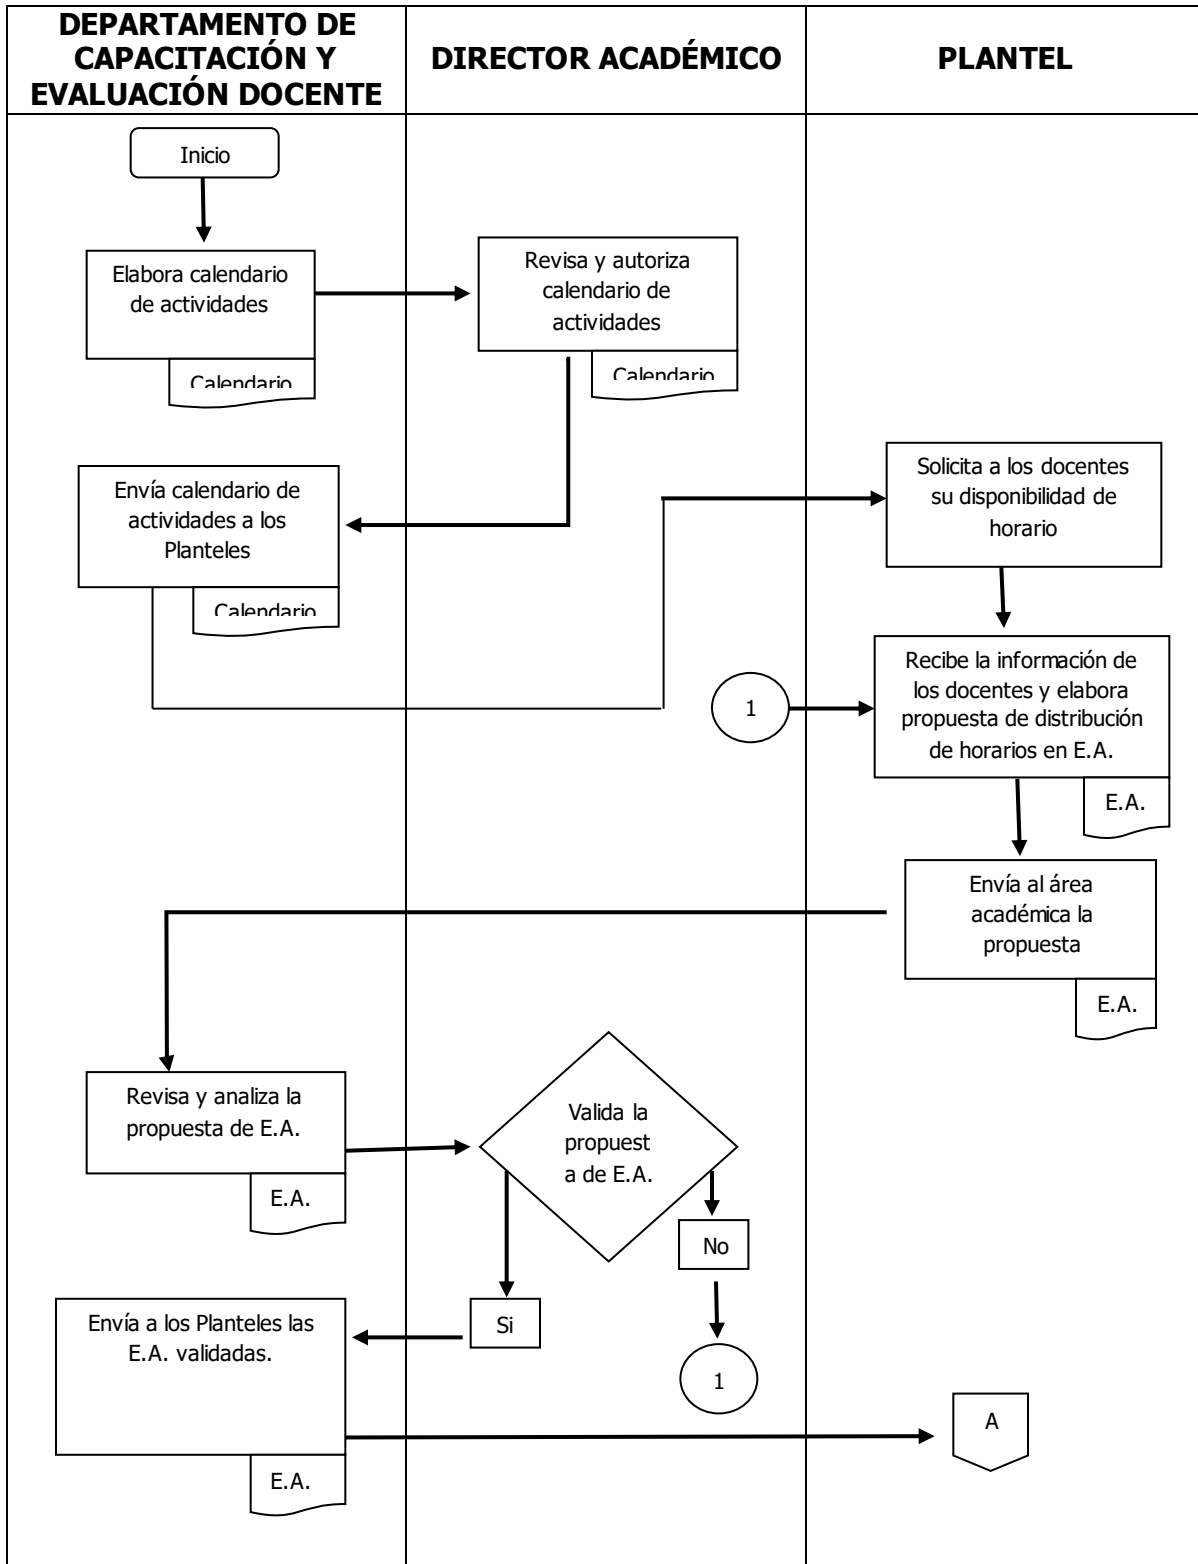 DEPARTAMENTO DE
CAPACITACIÓN Y
EVALUACIÓN DOCENTE
DIRECTOR ACADÉMICO
PLANTEL
Inicio
Elabora calendario
de actividades
Calendario
Revisa y autoriza
calendario de
actividades
Calendario
Envía calendario de
actividades a los
Planteles
Calendario
Solicita a los docentes
su disponibilidad de
horario
1
Recibe la información de
los docentes y elabora
propuesta de distribución
de horarios en E.A.
E.A.
Envía al área
académica la
propuesta
E.A.
Revisa y analiza la
propuesta de E.A.
E.A.
Valida la
propuest
a de E.A.
No
Si
1
Envía a los Planteles las
E.A. validadas.
E.A.
A